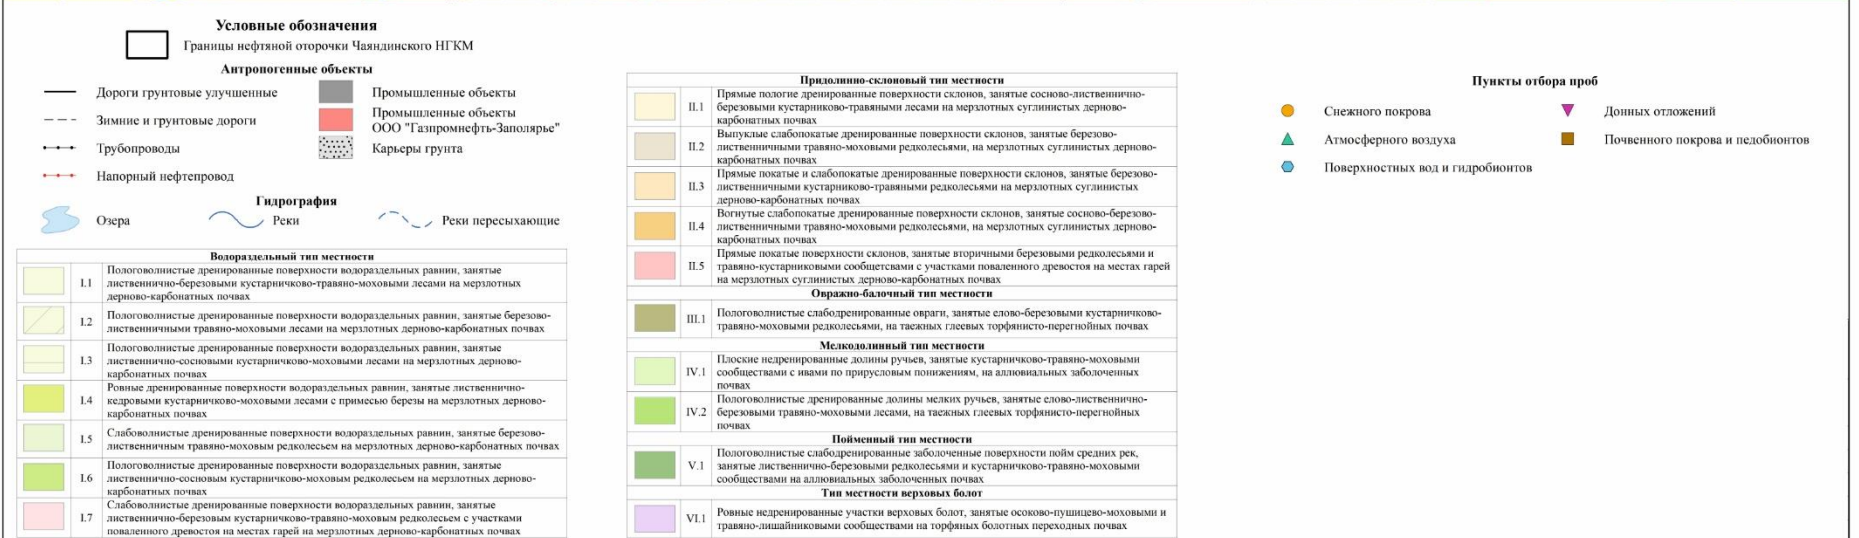 Условные обозначения
Границы нефтяной оторочки Чаяндинского НГКМ
Антропогенные объекты
Дороги грунтовые улучшенные
Зимние и грунтовые дороги
Трубопроводы
Напорный нефтепровод
Промышленные объекты
Промышленные объекты
ООО "Газпромнефть-Заполярье"
Карьеры грунта
Гидрография
Озера
Реки
Реки пересыхающие
Водораздельный тип местности
I.1
Пологоволнистые дренированные поверхности водораздельных равнин, занятые
лиственнично-березовыми кустарничково-травяно-моховыми лесами на мерзлотных
дерново-карбонатных почвах
I.2
Пологоволнистые дренированные поверхности водораздельных равнин, занятые березово-
лиственничными травяно-моховыми лесами на мерзлотных дерново-карбонатных почвах
I.3
Пологоволнистые дренированные поверхности водораздельных равнин, занятые
лиственнично-сосновыми кустарничково-моховыми лесами на мерзлотных дерново-
карбонатных почвах
I.4
Ровные дренированные поверхности водораздельных равнин, занятые лиственнично-
кедровыми кустарничково-моховыми лесами с примесью березы на мерзлотных дерново-
карбонатных почвах
I.5
Слабоволнистые дренированные поверхности водораздельных равнин, занятые березово-
лиственничным травяно-моховым редколесьем на мерзлотных дерново-карбонатных почвах
I.6
Пологоволнистые дренированные поверхности водораздельных равнин, занятые
лиственнично-сосновым кустарничково-моховым редколесьем на мерзлотных дерново-
карбонатных почвах
I.7
Слабоволнистые дренированные поверхности водораздельных равнин, занятые
лиственнично-березовым кустарничково-травяно-моховым редколесьем с участками
поваленного древостоя на местах гарей на мерзлотных дерново-карбонатных почвах
Придолинно-склоновый тип местности
II.1
Прямые пологие дренированные поверхности склонов, занятые сосново-лиственнично-
березовыми кустарниково-травяными лесами на мерзлотных суглинистых дерново-
карбонатных почвах
II.2
Выпуклые слабопокатые дренированные поверхности склонов, занятые березово-
лиственничными травяно-моховыми редколесьями, на мерзлотных суглинистых дерново-
карбонатных почвах
II.3
Прямые покатые и слабопокатые дренированные поверхности склонов, занятые березово-
лиственничными кустарниково-травяными редколесьями на мерзлотных суглинистых
дерново-карбонатных почвах
II.4
Вогнутые слабопокатые дренированные поверхности склонов, занятые сосново-березово-
лиственничными травяно-моховыми редколесьями, на мерзлотных суглинистых дерново-
карбонатных почвах
II.5
Прямые покатые поверхности склонов, занятые вторичными березовыми редколесьями и
травяно-кустарниковыми сообщетсвами с участками поваленного древостоя на местах гарей
на мерзлотных суглинистых дерново-карбонатных почвах
Овражно-балочный тип местности
III.1
Пологоволнистые слабодренированные овраги, занятые елово-березовыми кустарничково-
травяно-моховыми редколесьями, на таежных глеевых торфянисто-перегнойных почвах
Мелкодолинный тип местности
IV.1
Плоские недренированные долины ручьев, занятые кустарничково-травяно-моховыми
сообществами с ивами по прирусловым понижениям, на аллювиальных заболоченных
почвах
IV.2
Пологоволнистые дренированные долины мелких ручьев, занятые елово-лиственнично-
березовыми травяно-моховыми лесами, на таежных глеевых торфянисто-перегнойных
почвах
Пойменный тип местности
V.1
Пологоволнистые слабодренированные заболоченные поверхности пойм средних рек,
занятые лиственнично-березовыми редколесьями и кустарничково-травяно-моховыми
сообществами на аллювиальных заболоченных почвах
Тип местности верховых болот
VI.1
Ровные недренированные участки верховых болот, занятые осоково-пушицево-моховыми и
травяно-лишайниковыми сообществами на торфяных болотных переходных почвах
Пункты отбора проб
Снежного покрова
Атмосферного воздуха
Поверхностных вод и гидробионтов
Донных отложений
Почвенного покрова и педобионтов